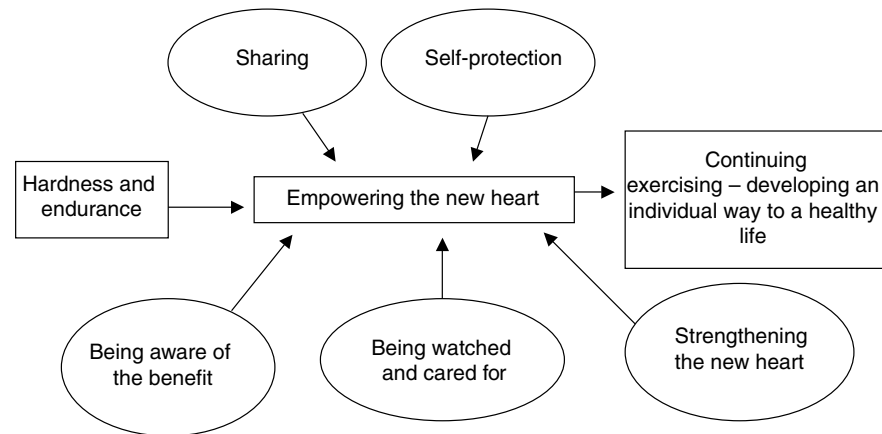 Sharing
Self-protection
Hardness and
endurance
Empowering the new heart
Continuing
exercising – developing an
individual way to a healthy
life
Being aware of
the benefit
Being watched
and cared for
Strengthening
the new heart